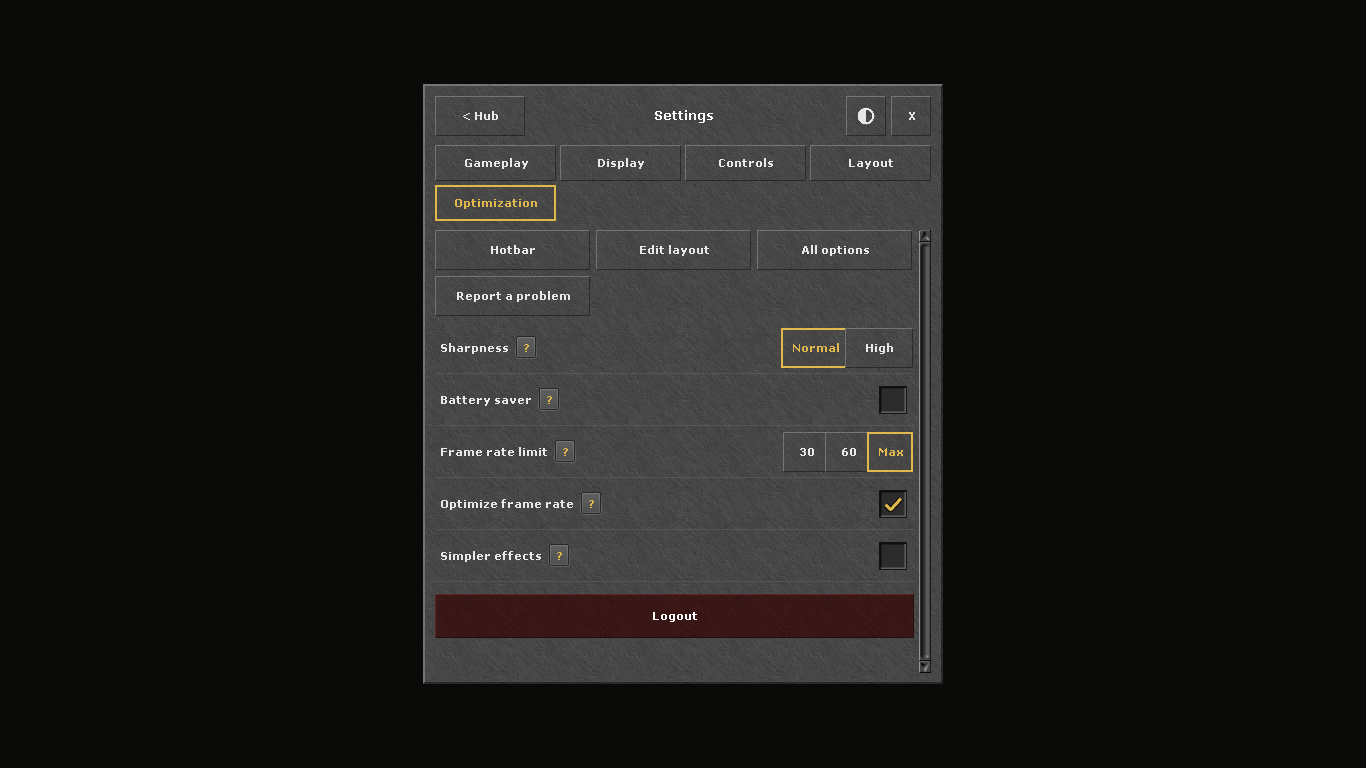 < Hub
Settings
X
Gameplay Display Controls Layout
Optimization
Hotbar Edit layout All options
Report a problem
Sharpness ? Normal High
Battery saver ?
Frame rate limit ? 30 60 Max
Optimize frame rate ?
Simpler effects ?
Logout